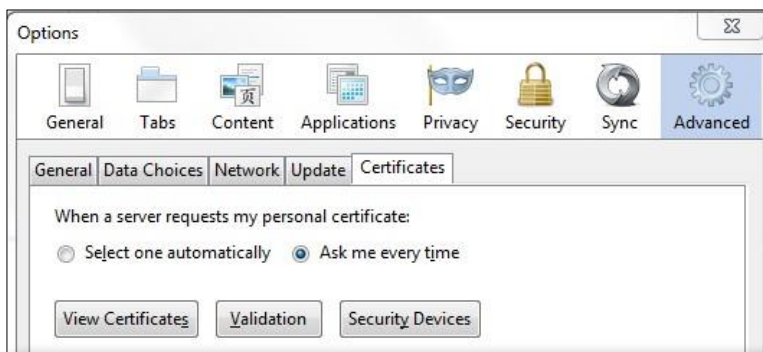 Options
General Tabs Content Applications Privacy Security Sync Advanced
General Data Choices Network Update Certificates
When a server requests my personal certificate:
Select one automatically Ask me every time
View Certificates Validation Security Devices